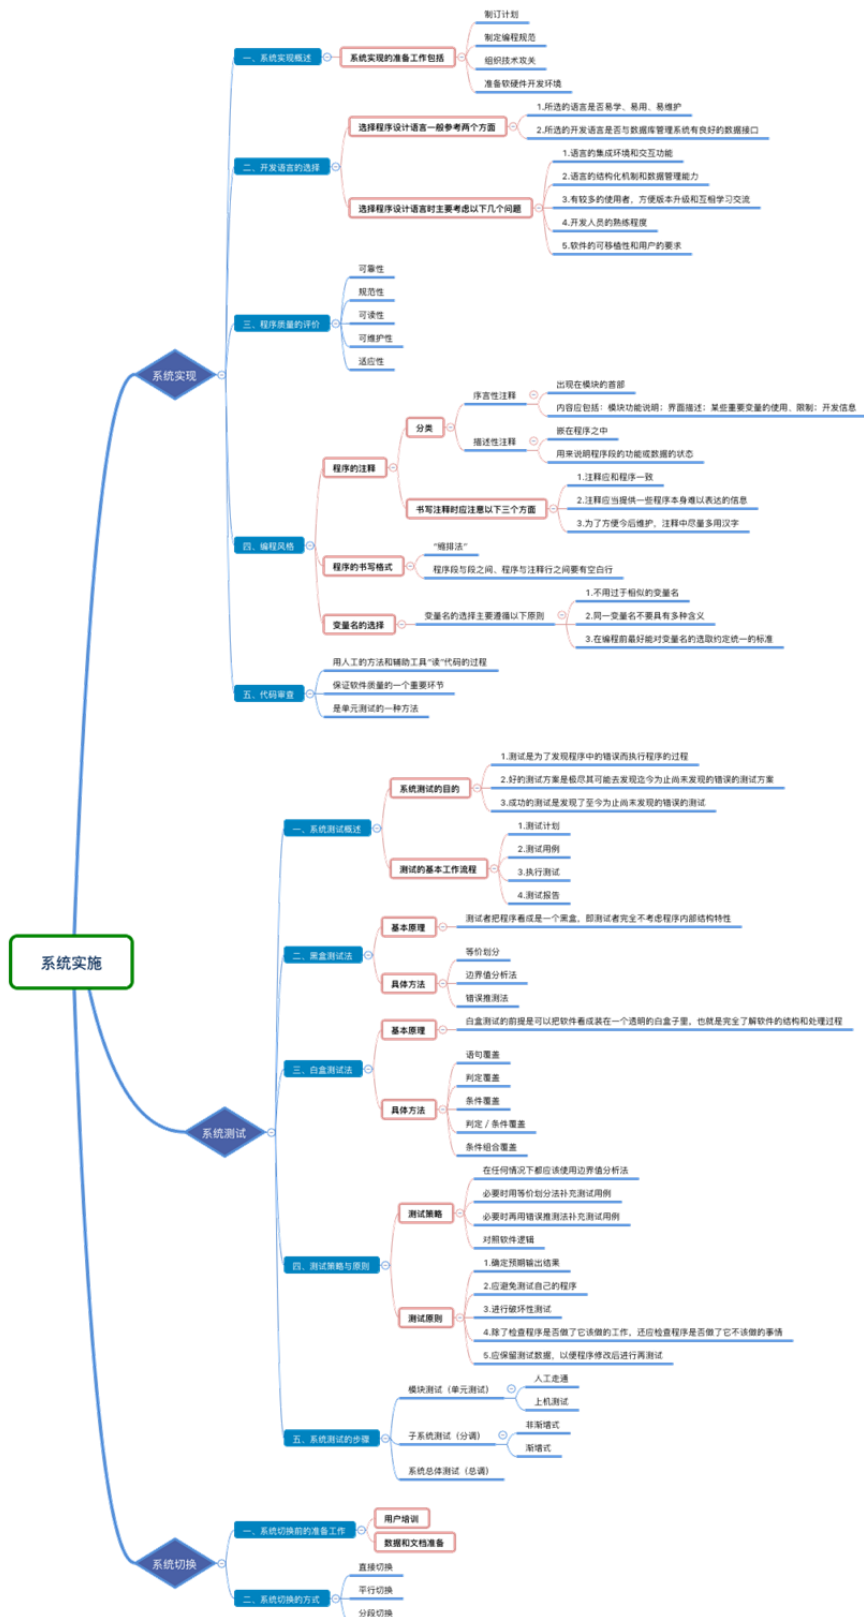 系统实施
系统实现
一、系统实现概述
系统实现的准备工作包括
制订计划
制定编程规范
组织技术攻关
准备软硬件开发环境
二、开发语言的选择
选择程序设计语言一般参考两个方面
1.所选的语言是否易学、易用、易维护
2.所选的开发语言是否与数据库管理系统有良好的数据接口
选择程序设计语言时主要考虑以下几个问题
1.语言的集成环境和交互功能
2.语言的结构化机制和数据管理能力
3.有较多的使用者，方便版本升级和互相学习交流
4.开发人员的熟练程度
5.软件的可移植性和用户的要求
三、程序质量的评价
可靠性
规范性
可读性
可维护性
适应性
四、编程风格
程序的注释
分类
序言性注释
出现在模块的首部
内容应包括：模块功能说明；界面描述；某些重要变量的使用、限制；开发信息
描述性注释
嵌在程序之中
用来说明程序段的功能或数据的状态
书写注释时应注意以下三个方面
1.注释应和程序一致
2.注释应当提供一些程序本身难以表达的信息
3.为了方便今后维护，注释中尽量多用汉字
程序的书写格式
“缩排法”
程序段与段之间、程序与注释行之间要有空白行
变量名的选择
变量名的选择主要遵循以下原则
1.不用过于相似的变量名
2.同一变量名不要具有多种含义
3.在编程前最好能对变量名的选取约定统一的标准
五、代码审查
用人工的方法和辅助工具“读”代码的过程
保证软件质量的一个重要环节
是单元测试的一种方法
系统测试
一、系统测试概述
系统测试的目的
1.测试是为了发现程序中的错误而执行程序的过程
2.好的测试方案是极尽其可能去发现迄今为止尚未发现的错误的测试方案
3.成功的测试是发现了至今为止尚未发现的错误的测试
测试的基本工作流程
1.测试计划
2.测试用例
3.执行测试
4.测试报告
二、黑盒测试法
基本原理
测试者把程序看成是一个黑盒，即测试者完全不考虑程序内部结构特性
具体方法
等价划分
边界值分析法
错误推测法
三、白盒测试法
基本原理
白盒测试的前提是可以把软件看成装在一个透明的白盒子里，也就是完全了解软件的结构和处理过程
具体方法
语句覆盖
判定覆盖
条件覆盖
判定 / 条件覆盖
条件组合覆盖
四、测试策略与原则
测试策略
在任何情况下都应该使用边界值分析法
必要时用等价划分法补充测试用例
必要时再用错误推测法补充测试用例
对照软件逻辑
测试原则
1.确定预期输出结果
2.应避免测试自己的程序
3.进行破坏性测试
4.除了检查程序是否做了它该做的工作，还应检查程序是否做了它不该做的事情
5.应保留测试数据，以便程序修改后进行再测试
五、系统测试的步骤
模块测试（单元测试）
人工走通
上机测试
子系统测试（分调）
非渐增式
渐增式
系统总体测试（总调）
系统切换
一、系统切换前的准备工作
用户培训
数据和文档准备
二、系统切换的方式
直接切换
平行切换
分段切换